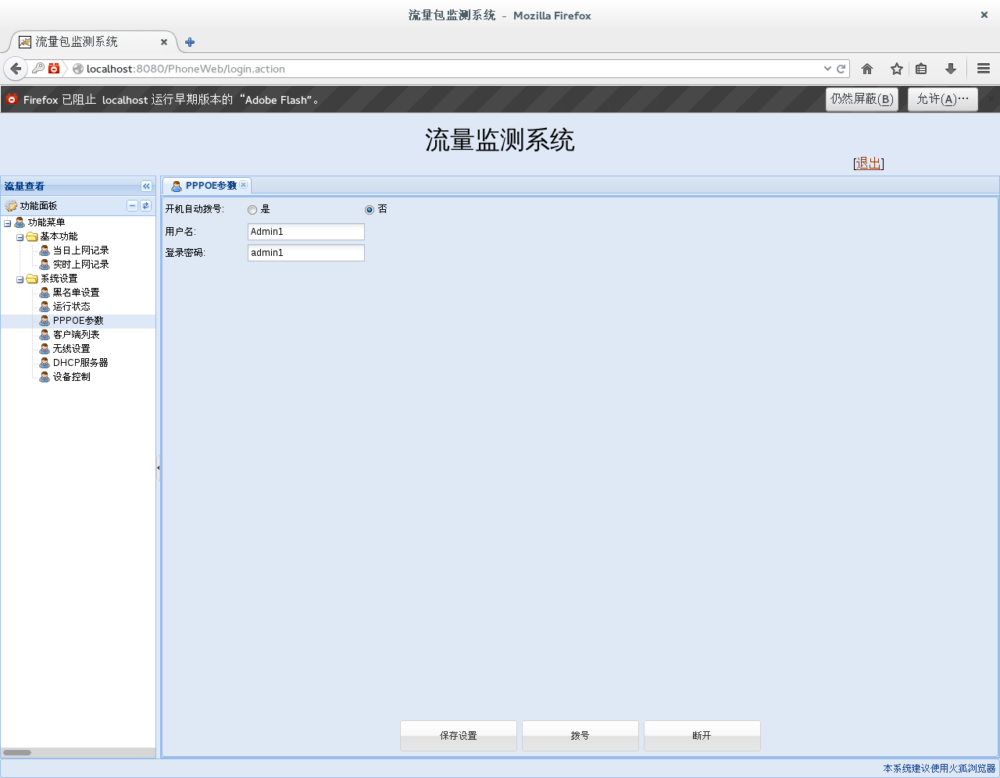 流量包监测系统 - Mozilla Firefox
流量包监测系统
localhost:8080/PhoneWeb/login.action
Firefox 已阻止 localhost 运行早期版本的“Adobe Flash”。
仍然屏蔽(B)
允许(A)…
流量监测系统
[退出]
流量查看
功能面板
功能菜单
基本功能
当日上网记录
实时上网记录
系统设置
黑名单设置
运行状态
PPPOE参数
客户端列表
无线设置
DHCP服务器
设备控制
PPPOE参数
开机自动拨号: 是 否
用户名: Admin1
登录密码: admin1
保存设置 拨号 断开
本系统建议使用火狐浏览器